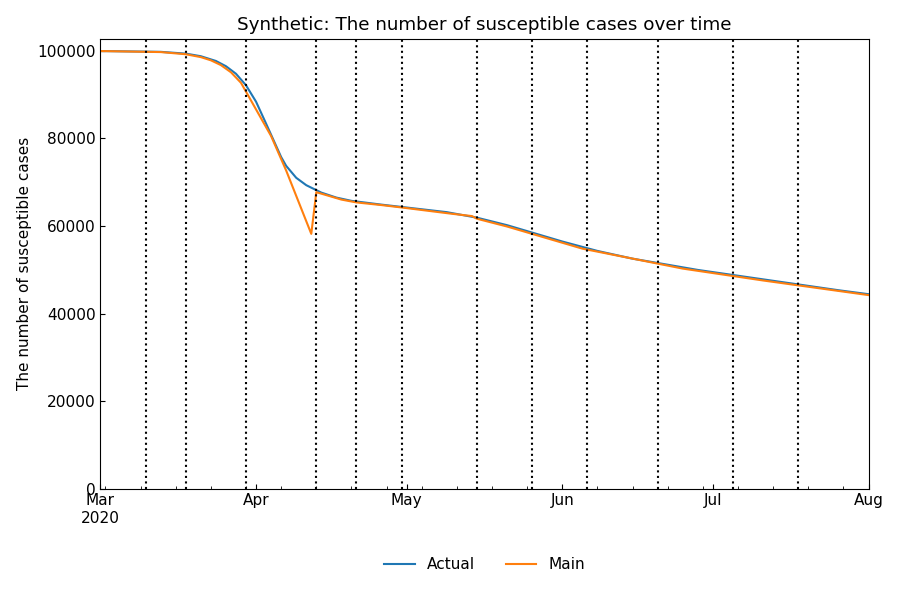 Synthetic: The number of susceptible cases over time
The number of susceptible cases
100000
80000
60000
40000
20000
0
Mar Apr May Jun Jul Aug
2020
Actual Main